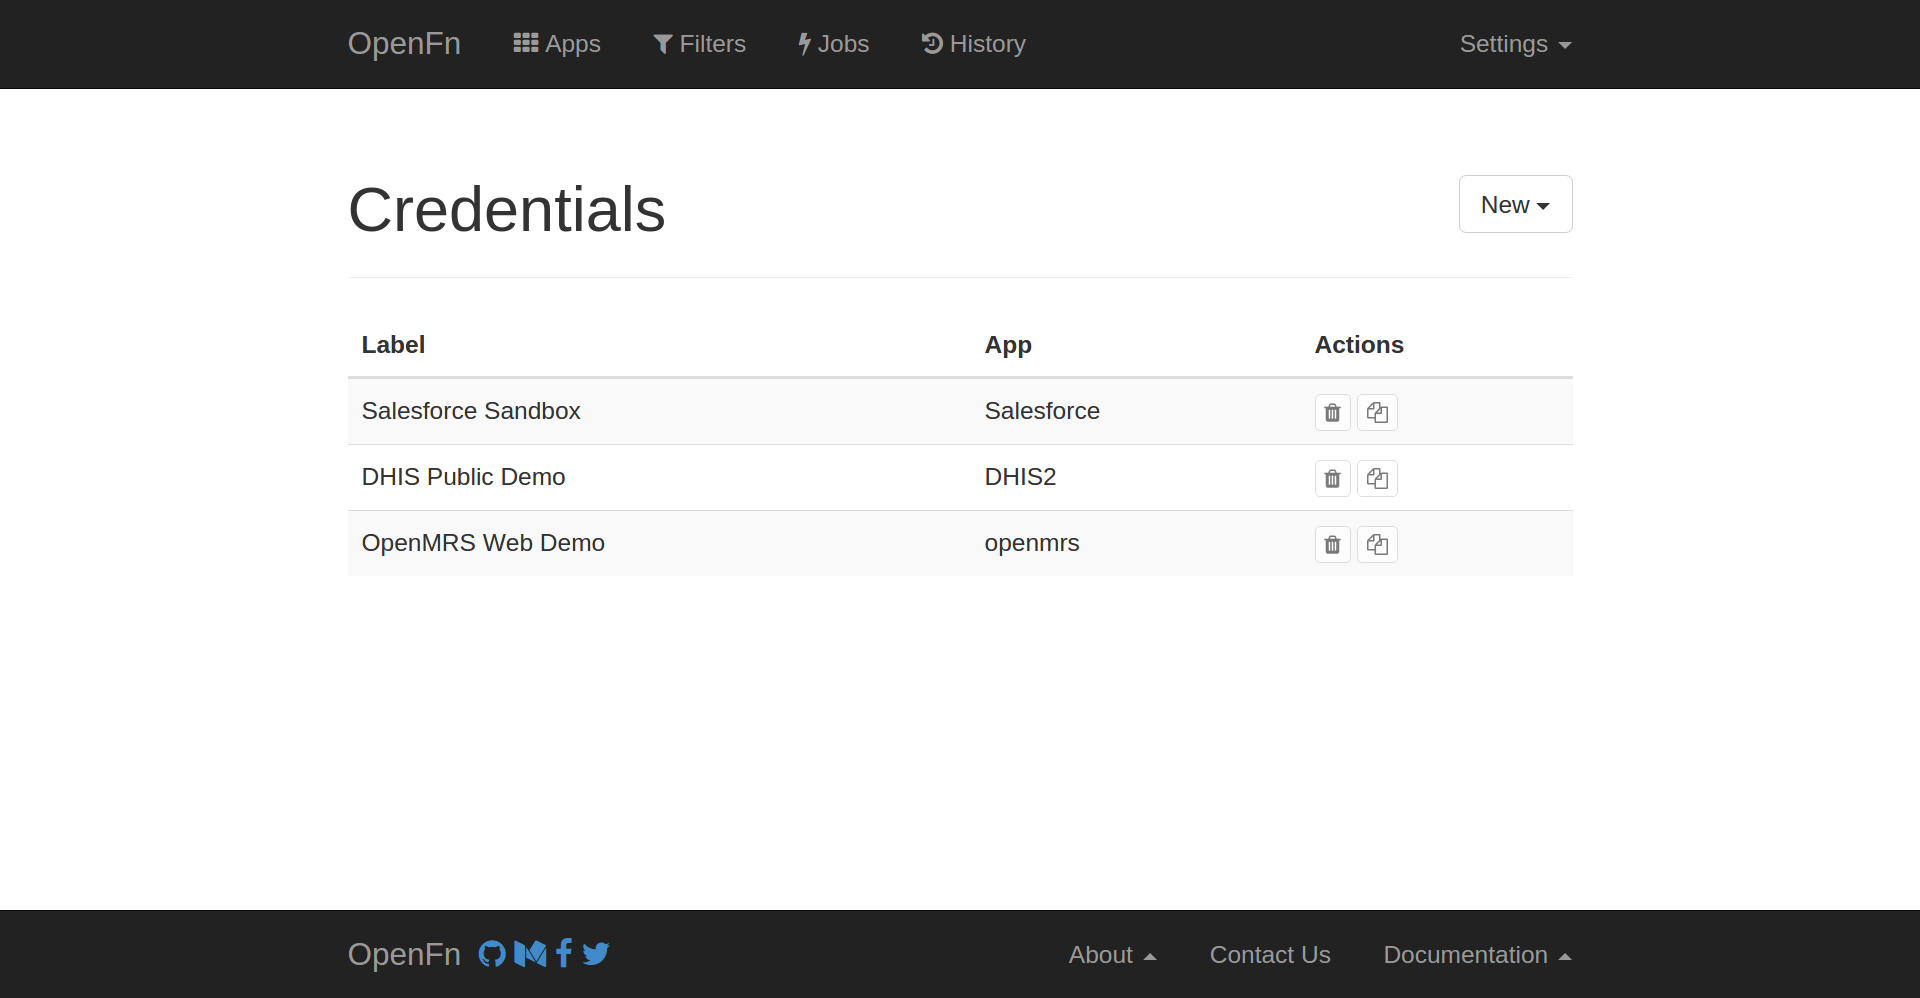 OpenFn Apps Filters Jobs History Settings
Credentials New
Label App Actions
Salesforce Sandbox Salesforce
DHIS Public Demo DHIS2
OpenMRS Web Demo openmrs
OpenFn About Contact Us Documentation